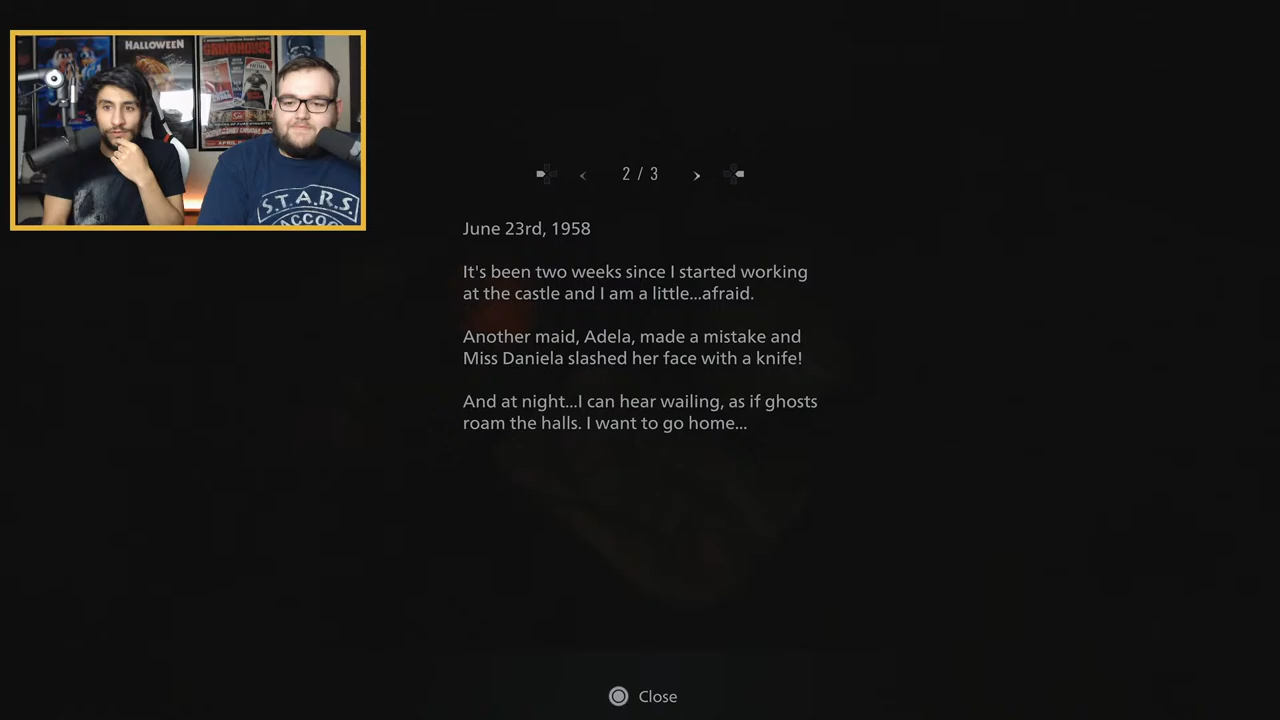 HALLOWEEN
GRINDHOUSE
S.T.A.R.S.
RACCOO
2 / 3
June 23rd, 1958
It's been two weeks since I started working
at the castle and I am a little...afraid.
Another maid, Adela, made a mistake and
Miss Daniela slashed her face with a knife!
And at night...I can hear wailing, as if ghosts
roam the halls. I want to go home...
Close